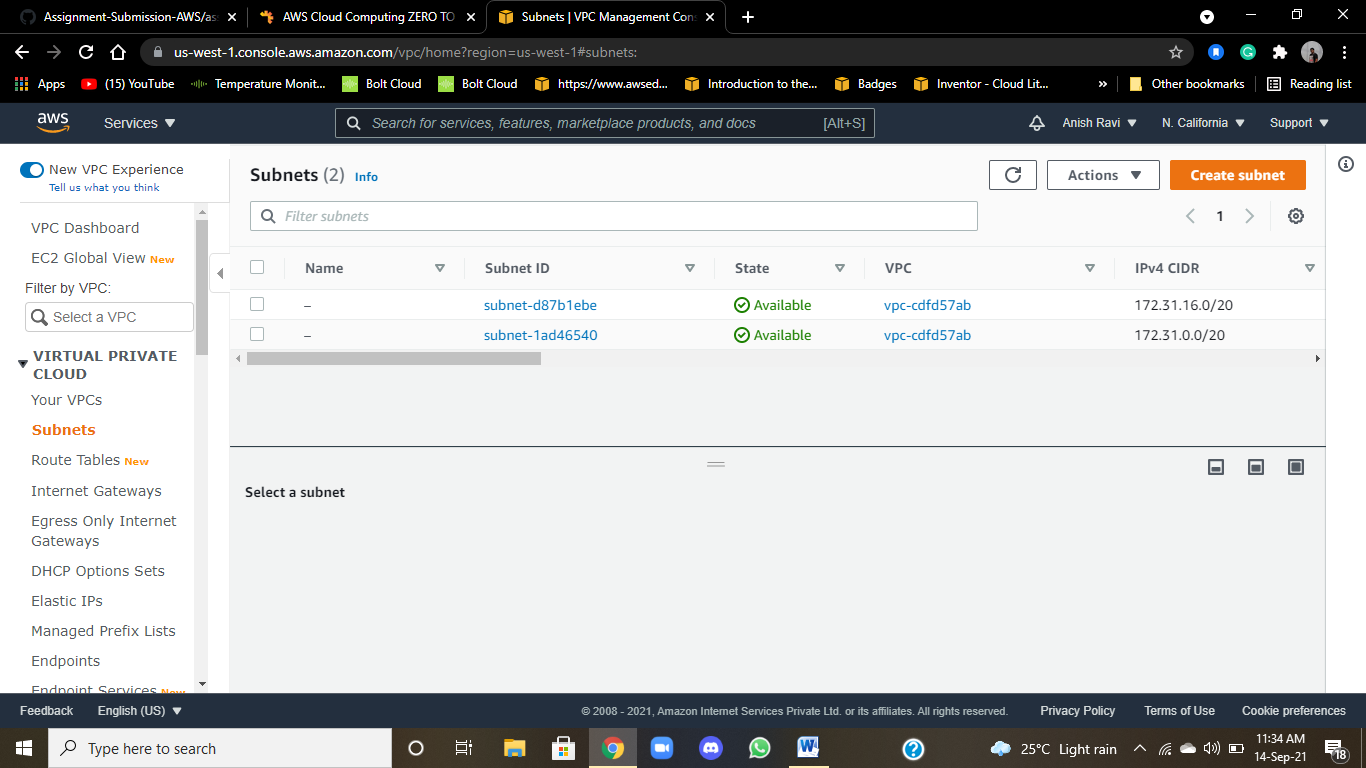 Assignment-Submission-AWS/as
AWS Cloud Computing ZERO TO
Subnets | VPC Management Con
us-west-1.console.aws.amazon.com/vpc/home?region=us-west-1#subnets:
Apps
(15) YouTube
Temperature Monit...
Bolt Cloud
Bolt Cloud
https://www.awsed...
Introduction to the...
Badges
Inventor - Cloud Lit...
»
Other bookmarks
Reading list
aws
Services
Search for services, features, marketplace products, and docs
[Alt+S]
Anish Ravi
N. California
Support
New VPC Experience
Tell us what you think
VPC Dashboard
EC2 Global View New
Filter by VPC:
Select a VPC
VIRTUAL PRIVATE
CLOUD
Your VPCs
Subnets
Route Tables New
Internet Gateways
Egress Only Internet
Gateways
DHCP Options Sets
Elastic IPs
Managed Prefix Lists
Endpoints
Endpoint Services New
Subnets (2) Info
Actions
Create subnet
Filter subnets
1
Name Subnet ID State VPC IPv4 CIDR
– subnet-d87b1ebe Available vpc-cdfd57ab 172.31.16.0/20
– subnet-1ad46540 Available vpc-cdfd57ab 172.31.0.0/20
Select a subnet
Feedback
English (US)
© 2008 - 2021, Amazon Internet Services Private Ltd. or its affiliates. All rights reserved.
Privacy Policy
Terms of Use
Cookie preferences
Type here to search
25°C Light rain
11:34 AM
14-Sep-21
18